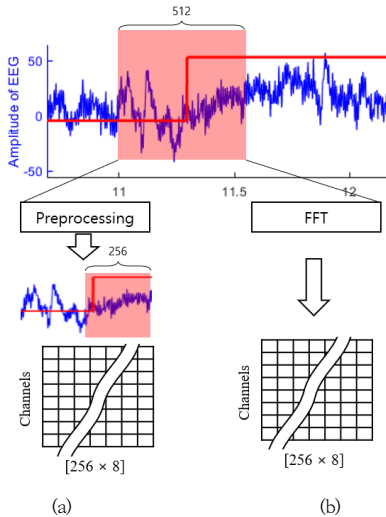 512
Amplitude of EEG
50
0
-50
11
11.5
12
Preprocessing
FFT
256
Channels
Channels
[256 × 8]
[256 × 8]
(a)
(b)